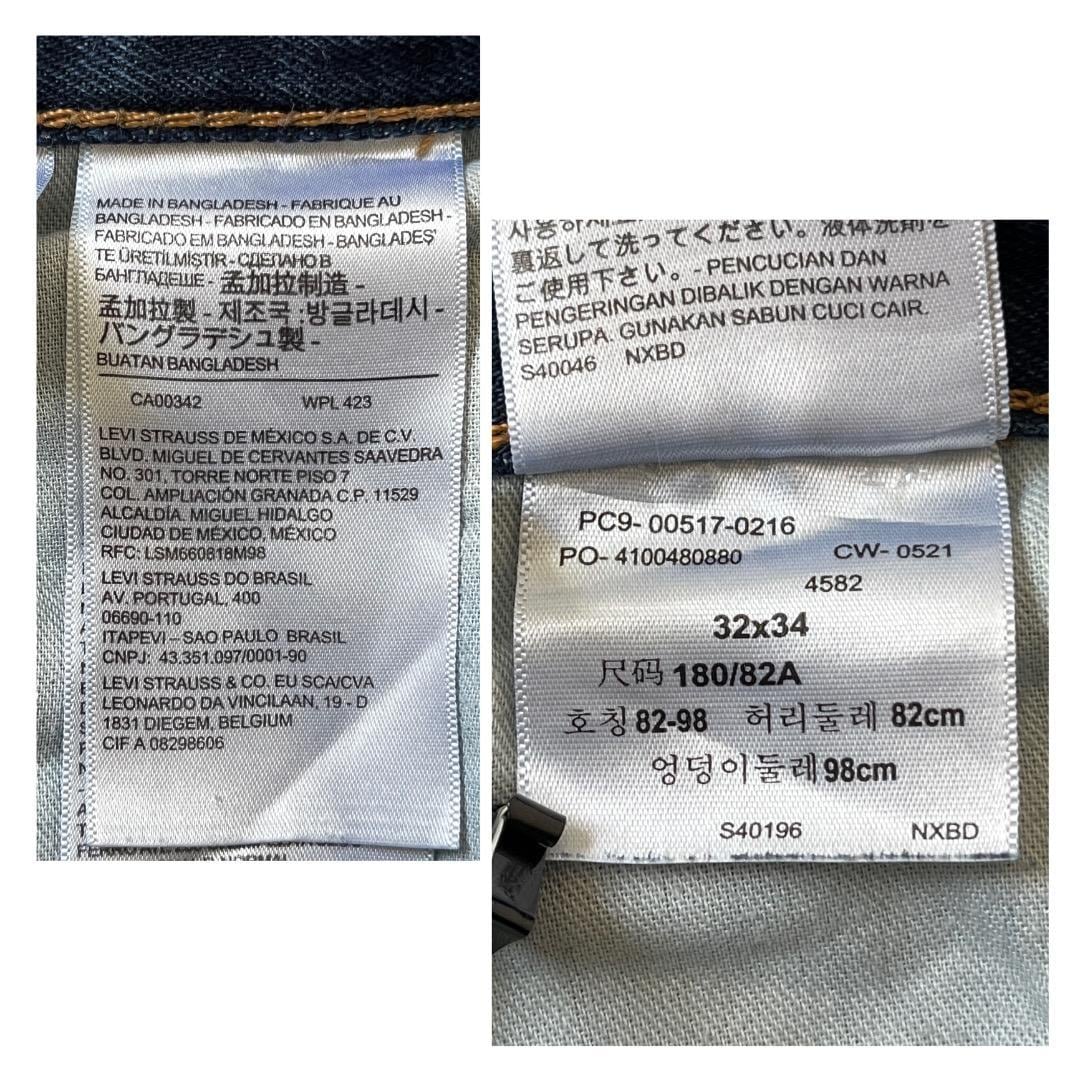 MADE IN BANGLADESH - FABRIQUE AU
BANGLADESH - FABRICADO EN BANGLADESH -
FABRICADO EM BANGLADESH - BANGLADEŞ'
TE ÜRETİLMİSTİR - СДЕЛАНО В
БАНГЛАДЕШЕ - 孟加拉制造 -
孟加拉製 - 제조국 :방글라데시 -
バングラデシュ製 -
BUATAN BANGLADESH
CA00342 WPL 423
LEVI STRAUSS DE MÉXICO S.A. DE C.V.
BLVD. MIGUEL DE CERVANTES SAAVEDRA
NO. 301, TORRE NORTE PISO 7
COL. AMPLIACIÓN GRANADA C.P. 11529
ALCALDÍA. MIGUEL HIDALGO
CIUDAD DE MÉXICO. MÉXICO
RFC: LSM660818M98
LEVI STRAUSS DO BRASIL
AV. PORTUGAL, 400
06690-110
ITAPEVI – SAO PAULO BRASIL
CNPJ: 43.351.097/0001-90
LEVI STRAUSS & CO. EU SCA/CVA
LEONARDO DA VINCILAAN, 19 - D
1831 DIEGEM, BELGIUM
CIF A 08298606
裏返して洗ってください。液体洗剤を
ご使用下さい。- PENCUCIAN DAN
PENGERINGAN DIBALIK DENGAN WARNA
SERUPA. GUNAKAN SABUN CUCI CAIR.
S40046 NXBD
PC9- 00517-0216
PO- 4100480880 CW- 0521
4582
32x34
尺码 180/82A
호칭 82-98 허리둘레 82cm
엉덩이둘레 98cm
S40196 NXBD